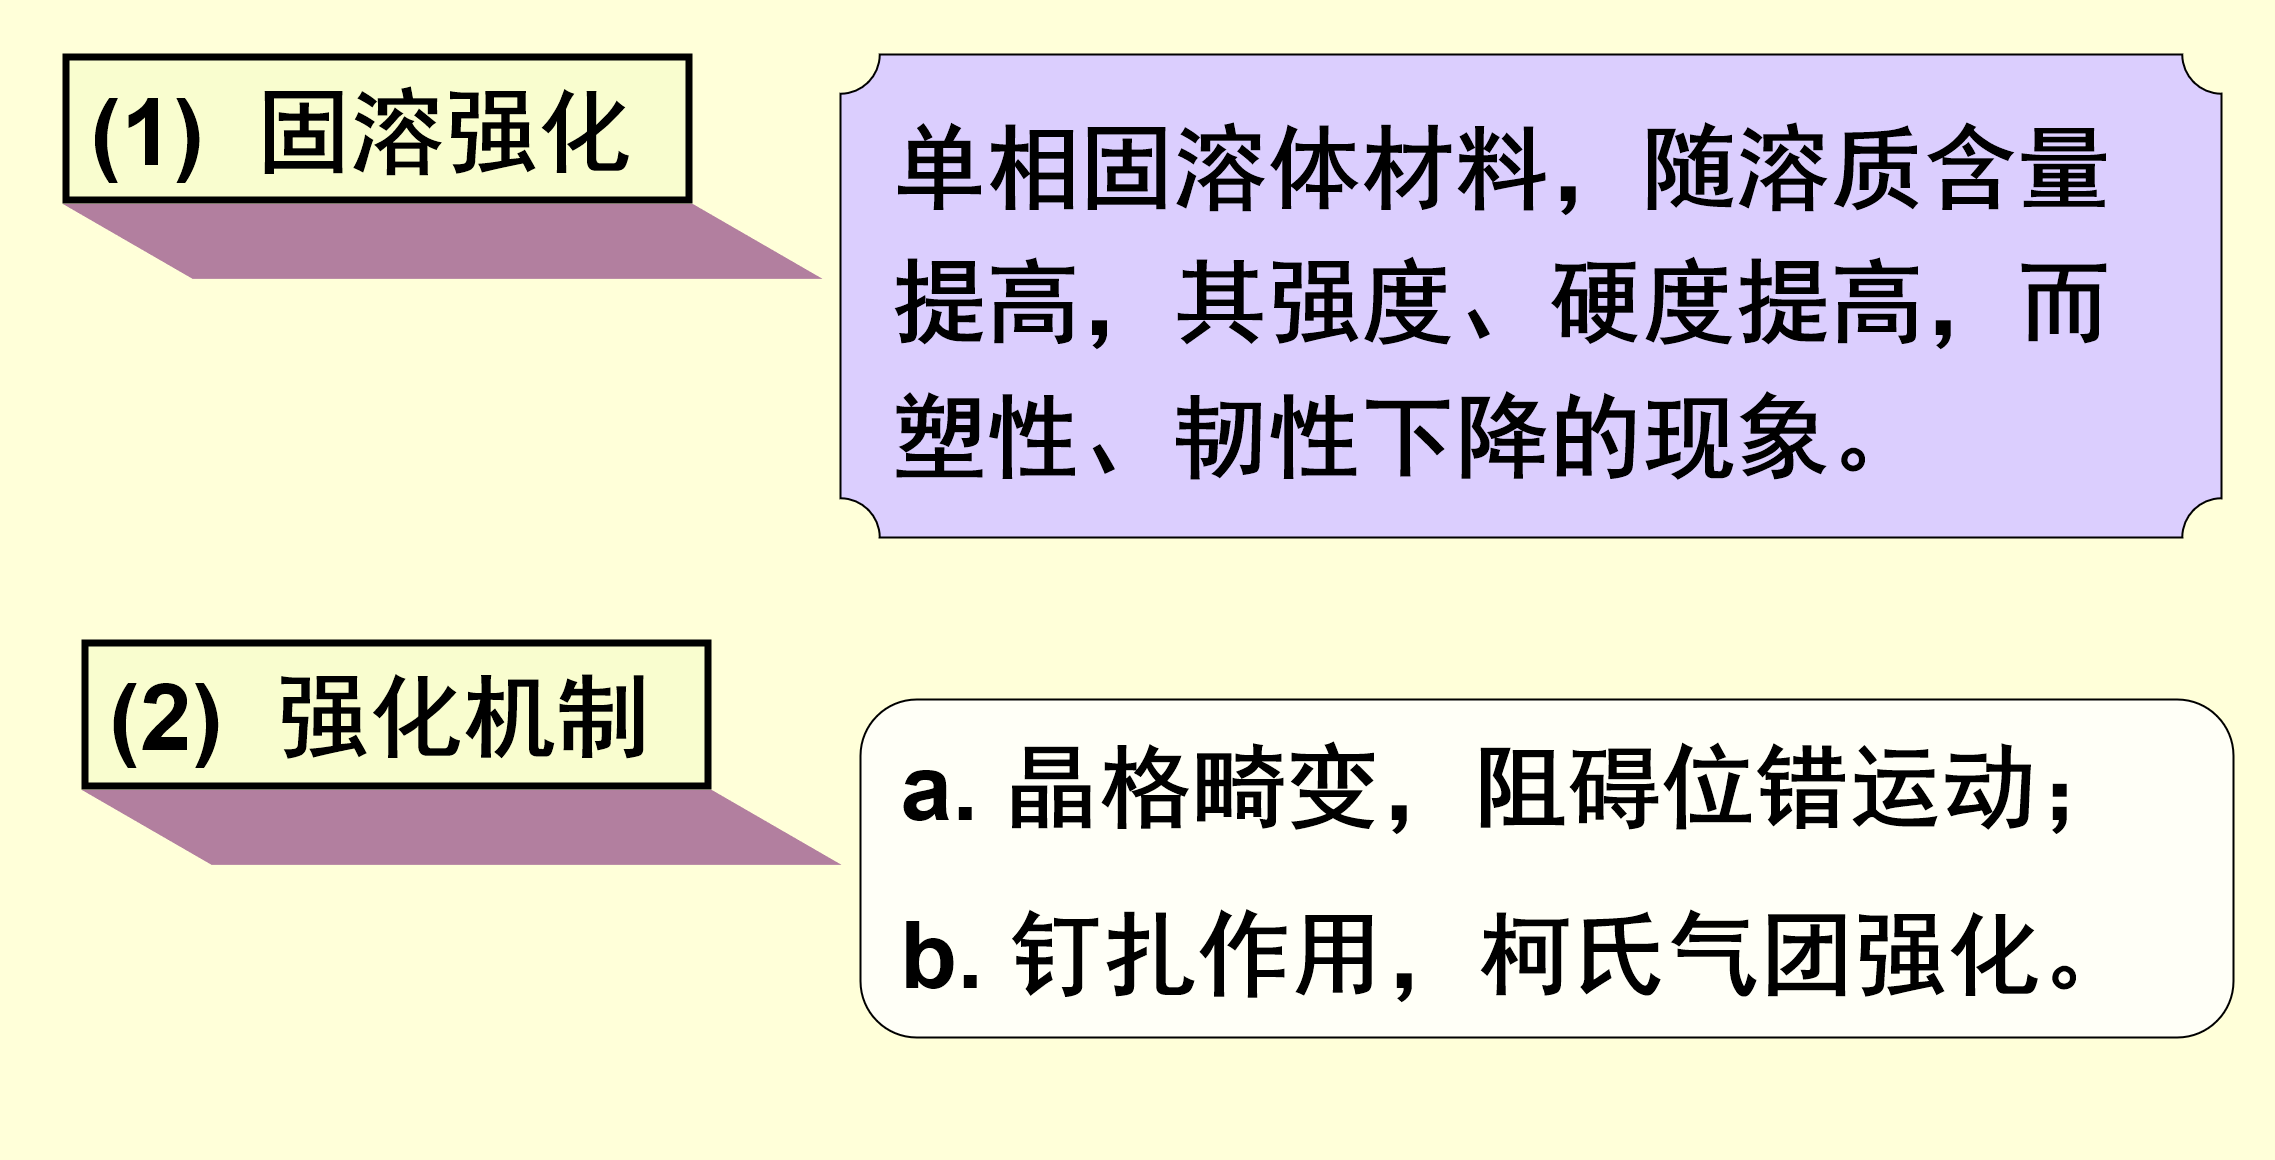 (1) 固溶强化
单相固溶体材料，随溶质含量
提高，其强度、硬度提高，而
塑性、韧性下降的现象。
(2) 强化机制
a. 晶格畸变，阻碍位错运动；
b. 钉扎作用，柯氏气团强化。